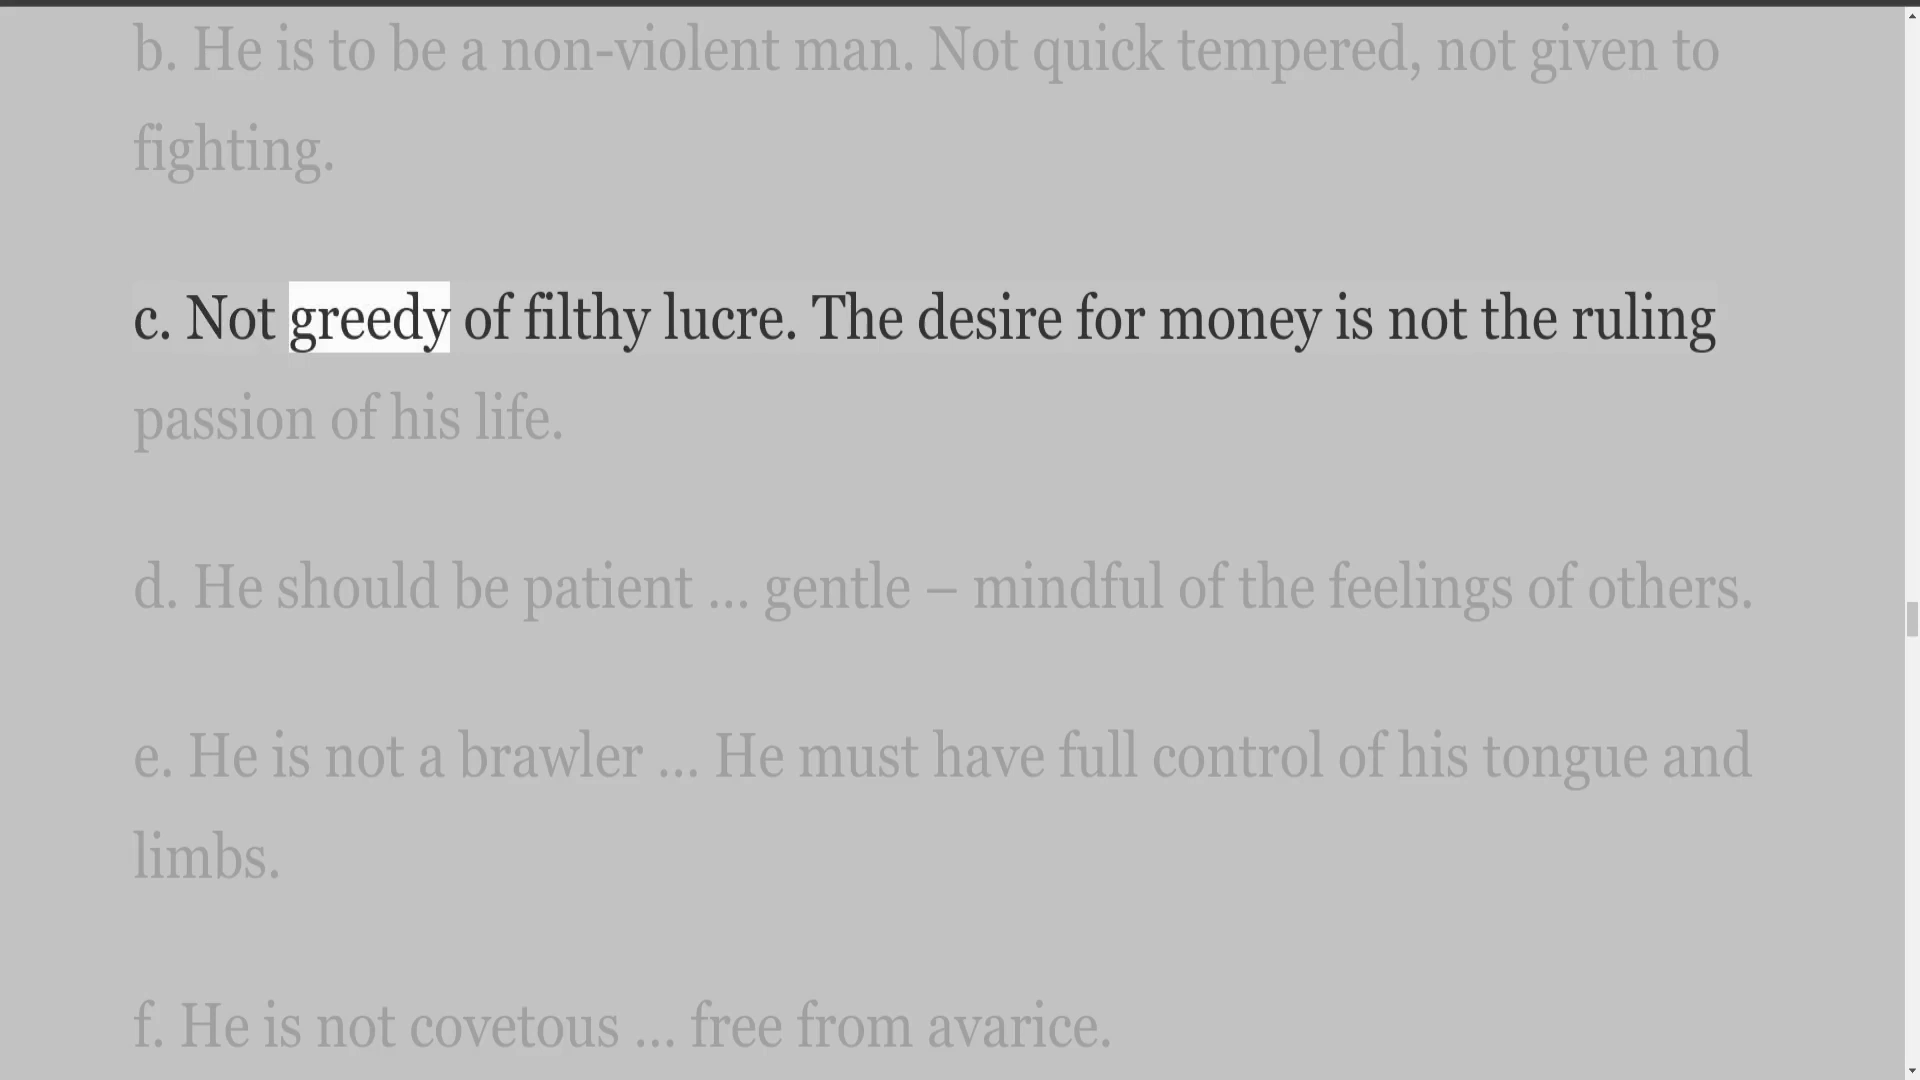 b. He is to be a non-violent man. Not quick tempered, not given to
fighting.
c. Not greedy of filthy lucre. The desire for money is not the ruling
passion of his life.
d. He should be patient ... gentle – mindful of the feelings of others.
e. He is not a brawler ... He must have full control of his tongue and
limbs.
f. He is not covetous ... free from avarice.